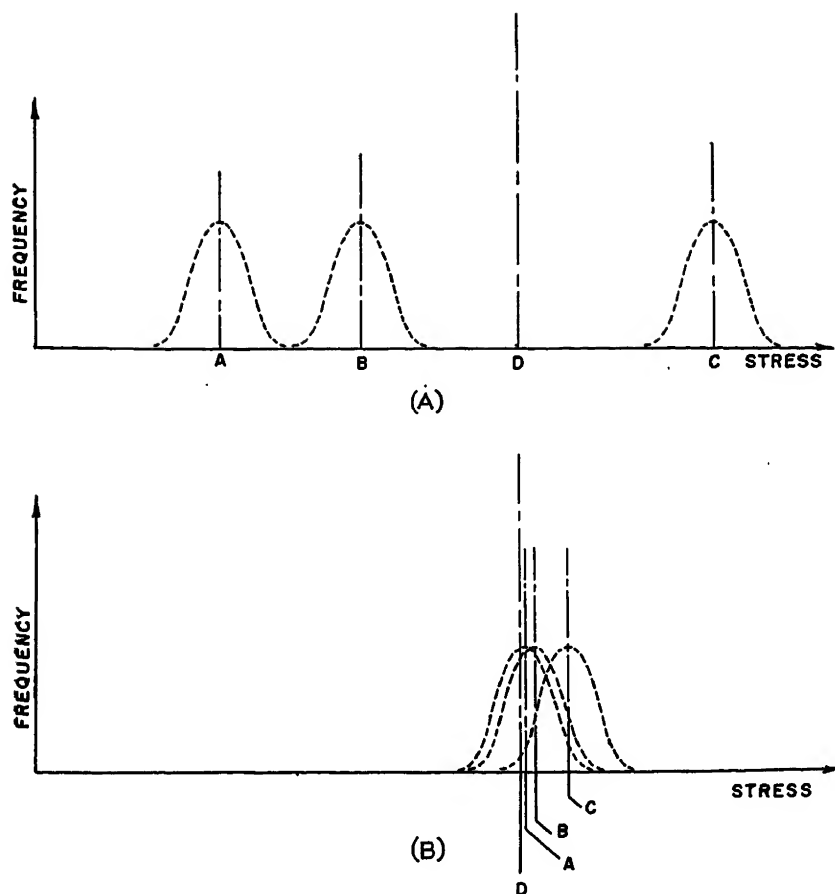 FREQUENCY
A B D C STRESS
(A)
FREQUENCY
STRESS
C
B
A
(B)
D